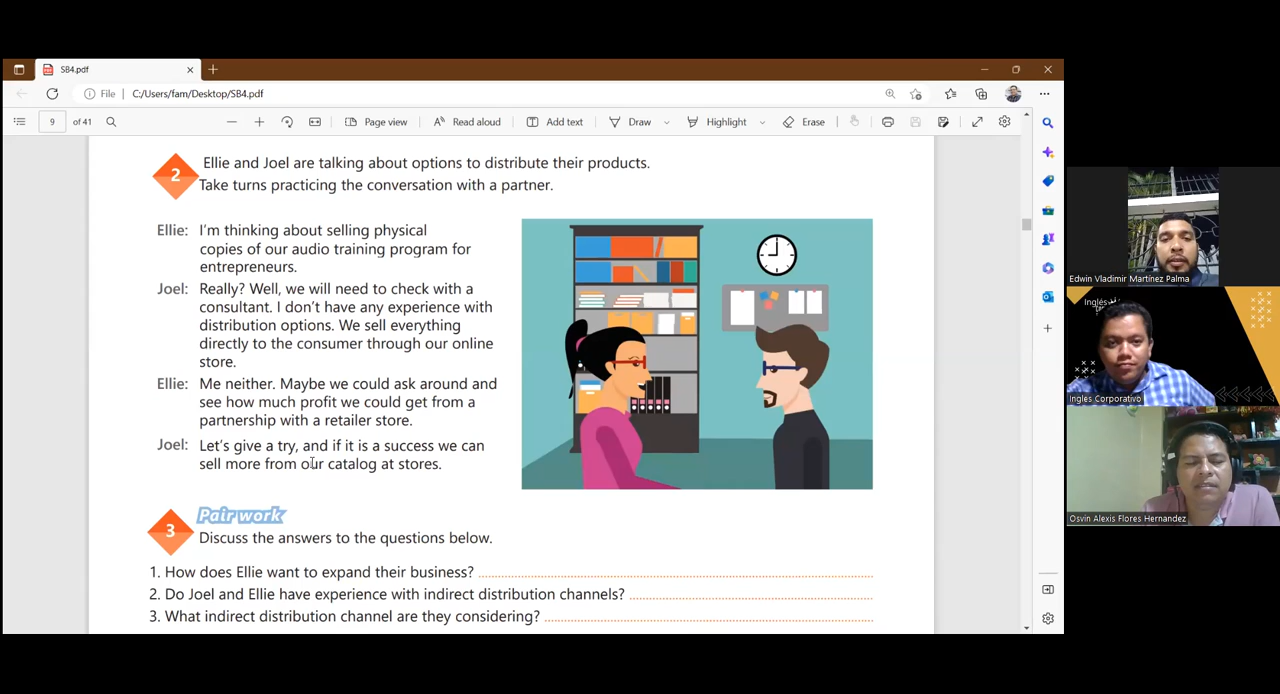 SB4.pdf
File
C:/Users/fam/Desktop/SB4.pdf
9 of 41
Page view
Read aloud
Add text
Draw
Highlight
Erase
2
Ellie and Joel are talking about options to distribute their products.
Take turns practicing the conversation with a partner.
Ellie: I'm thinking about selling physical
copies of our audio training program for
entrepreneurs.
Joel: Really? Well, we will need to check with a
consultant. I don't have any experience with
distribution options. We sell everything
directly to the consumer through our online
store.
Ellie: Me neither. Maybe we could ask around and
see how much profit we could get from a
partnership with a retailer store.
Joel: Let's give a try, and if it is a success we can
sell more from our catalog at stores.
Pair work
3
Discuss the answers to the questions below.
1. How does Ellie want to expand their business?
2. Do Joel and Ellie have experience with indirect distribution channels?
3. What indirect distribution channel are they considering?
Edwin Vladimir Martínez Palma
Inglés
Inglés Corporativo
Osvin Alexis Flores Hernandez